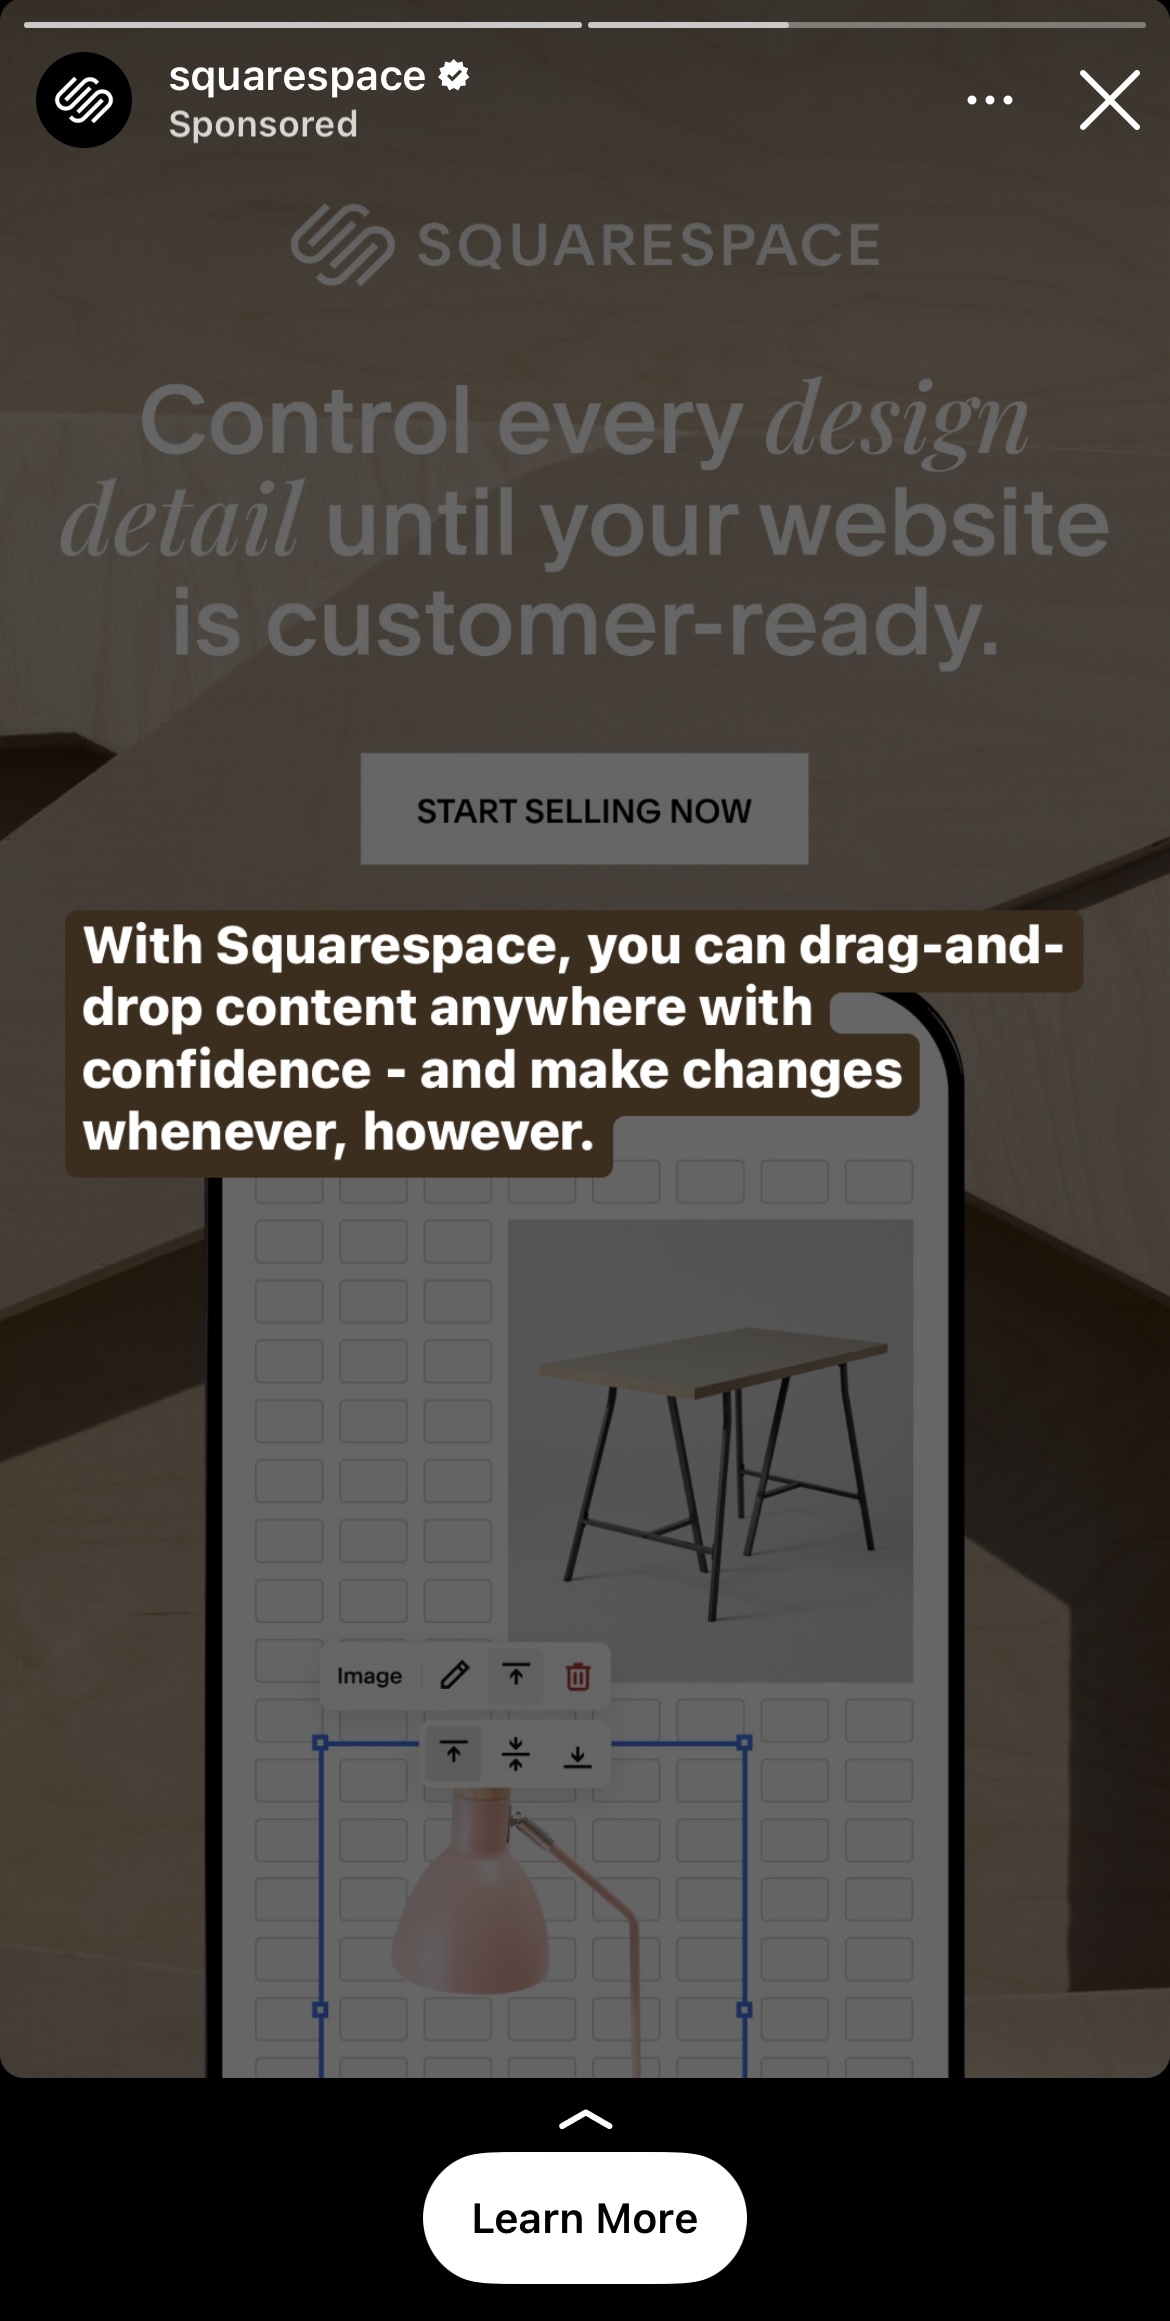 squarespace
Sponsored
SQUARESPACE
Control every design
detail until your website
is customer-ready.
START SELLING NOW
With Squarespace, you can drag-and-
drop content anywhere with
confidence - and make changes
whenever, however.
Image
Learn More